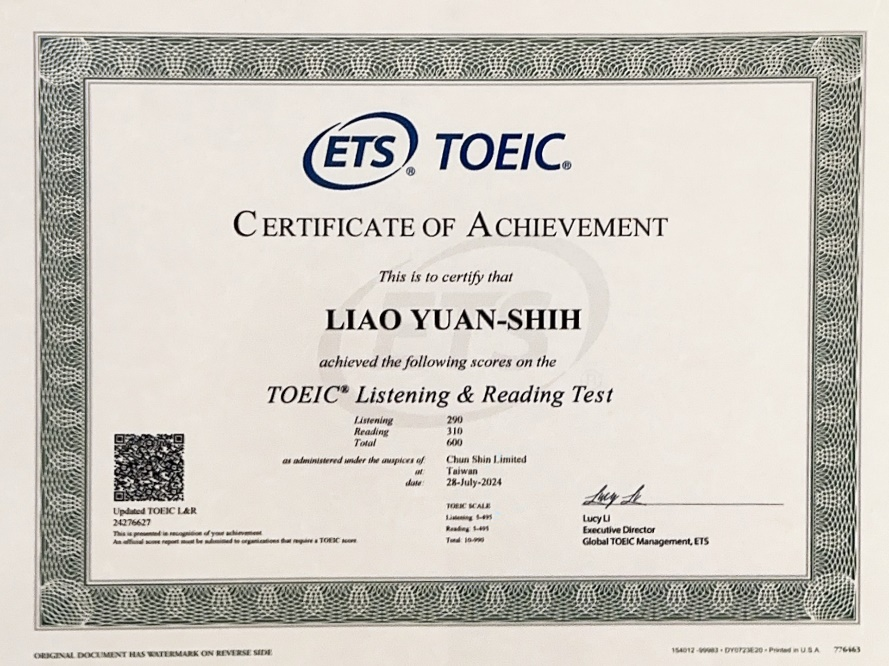 ETS® TOEIC®
CERTIFICATE OF ACHIEVEMENT
This is to certify that
LIAO YUAN-SHIH
achieved the following scores on the
TOEIC® Listening & Reading Test
Listening 290
Reading 310
Total 600
as administered under the auspices of: Chun Shin Limited
at: Taiwan
date: 28-July-2024
Updated TOEIC L&R
24276627
This is presented in recognition of your achievement.
An official score report must be submitted to organizations that require a TOEIC score.
TOEIC SCALE
Listening 5-495
Reading 5-495
Total 10-990
Lucy Li
Lucy Li
Executive Director
Global TOEIC Management, ETS
ORIGINAL DOCUMENT HAS WATERMARK ON REVERSE SIDE
154012-99983 • DY0723E20 • Printed in U.S.A. 776463
ETS®